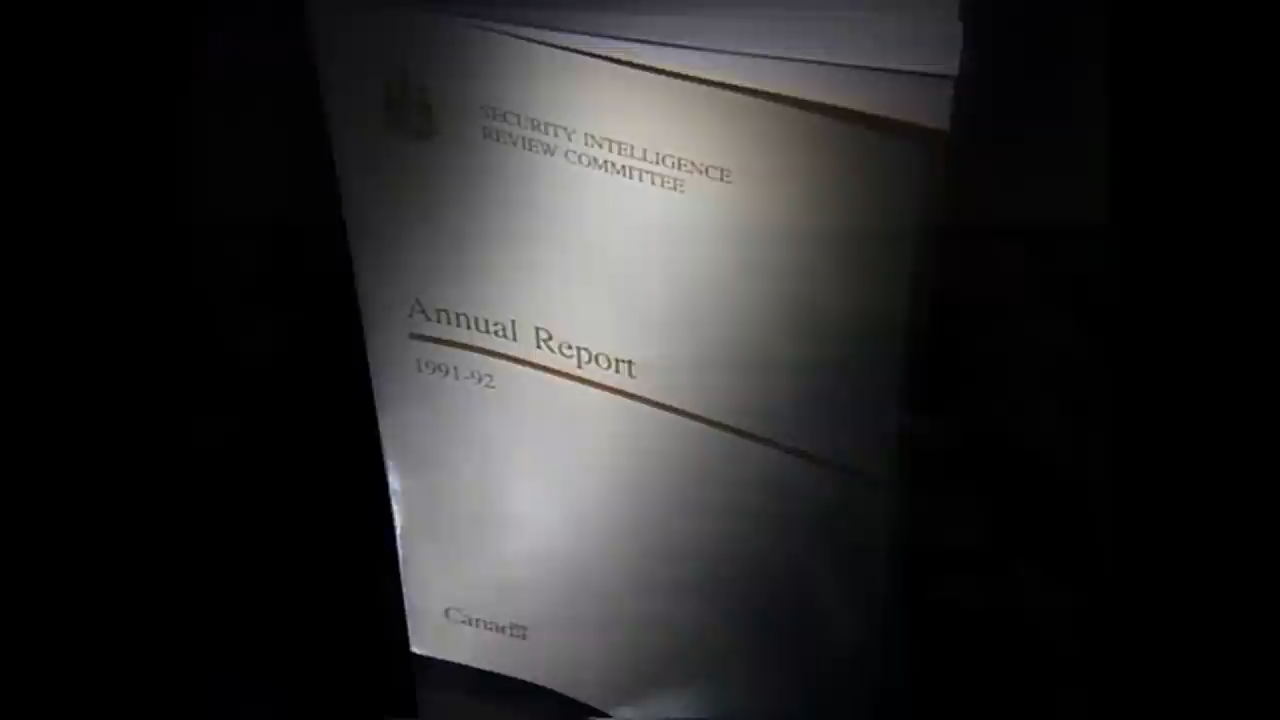 SECURITY INTELLIGENCE
REVIEW COMMITTEE
Annual Report
1991-92
Canada